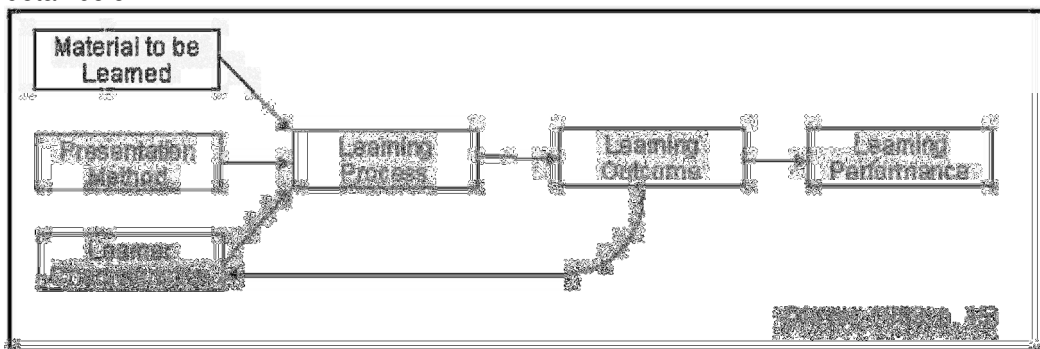 Material to be
Learned
Presentation
Method
Learning
Process
Learning
Outcome
Learning
Performance
Learner